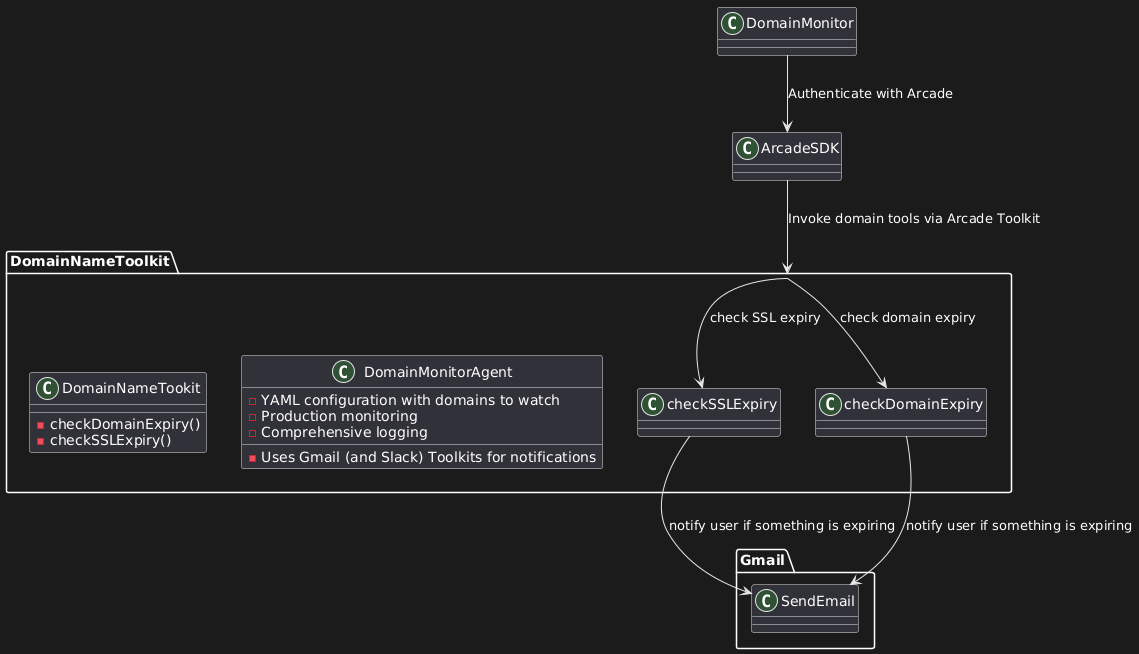 C DomainMonitor
Authenticate with Arcade
C ArcadeSDK
Invoke domain tools via Arcade Toolkit
DomainNameToolkit
check SSL expiry
check domain expiry
C DomainNameTookit
checkDomainExpiry()
checkSSLExpiry()
C DomainMonitorAgent
YAML configuration with domains to watch
Production monitoring
Comprehensive logging
Uses Gmail (and Slack) Toolkits for notifications
C checkSSLExpiry
C checkDomainExpiry
notify user if something is expiring
notify user if something is expiring
Gmail
C SendEmail